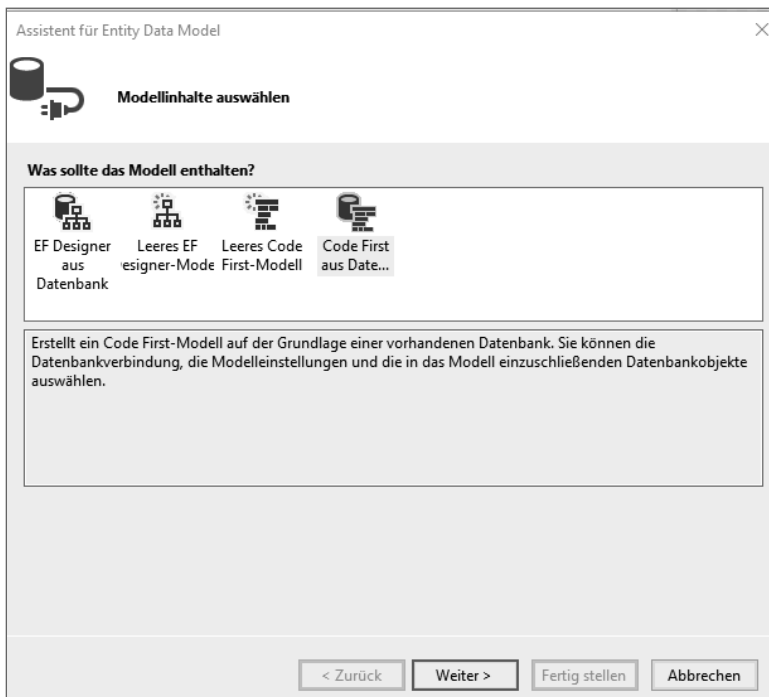 Assistent für Entity Data Model
Modellinhalte auswählen
Was sollte das Modell enthalten?
EF Designer
aus
Datenbank
Leeres EF
esigner-Mode
Leeres Code
First-Modell
Code First
aus Date...
Erstellt ein Code First-Modell auf der Grundlage einer vorhandenen Datenbank. Sie können die
Datenbankverbindung, die Modelleinstellungen und die in das Modell einzuschließenden Datenbankobjekte
auswählen.
< Zurück
Weiter >
Fertig stellen
Abbrechen